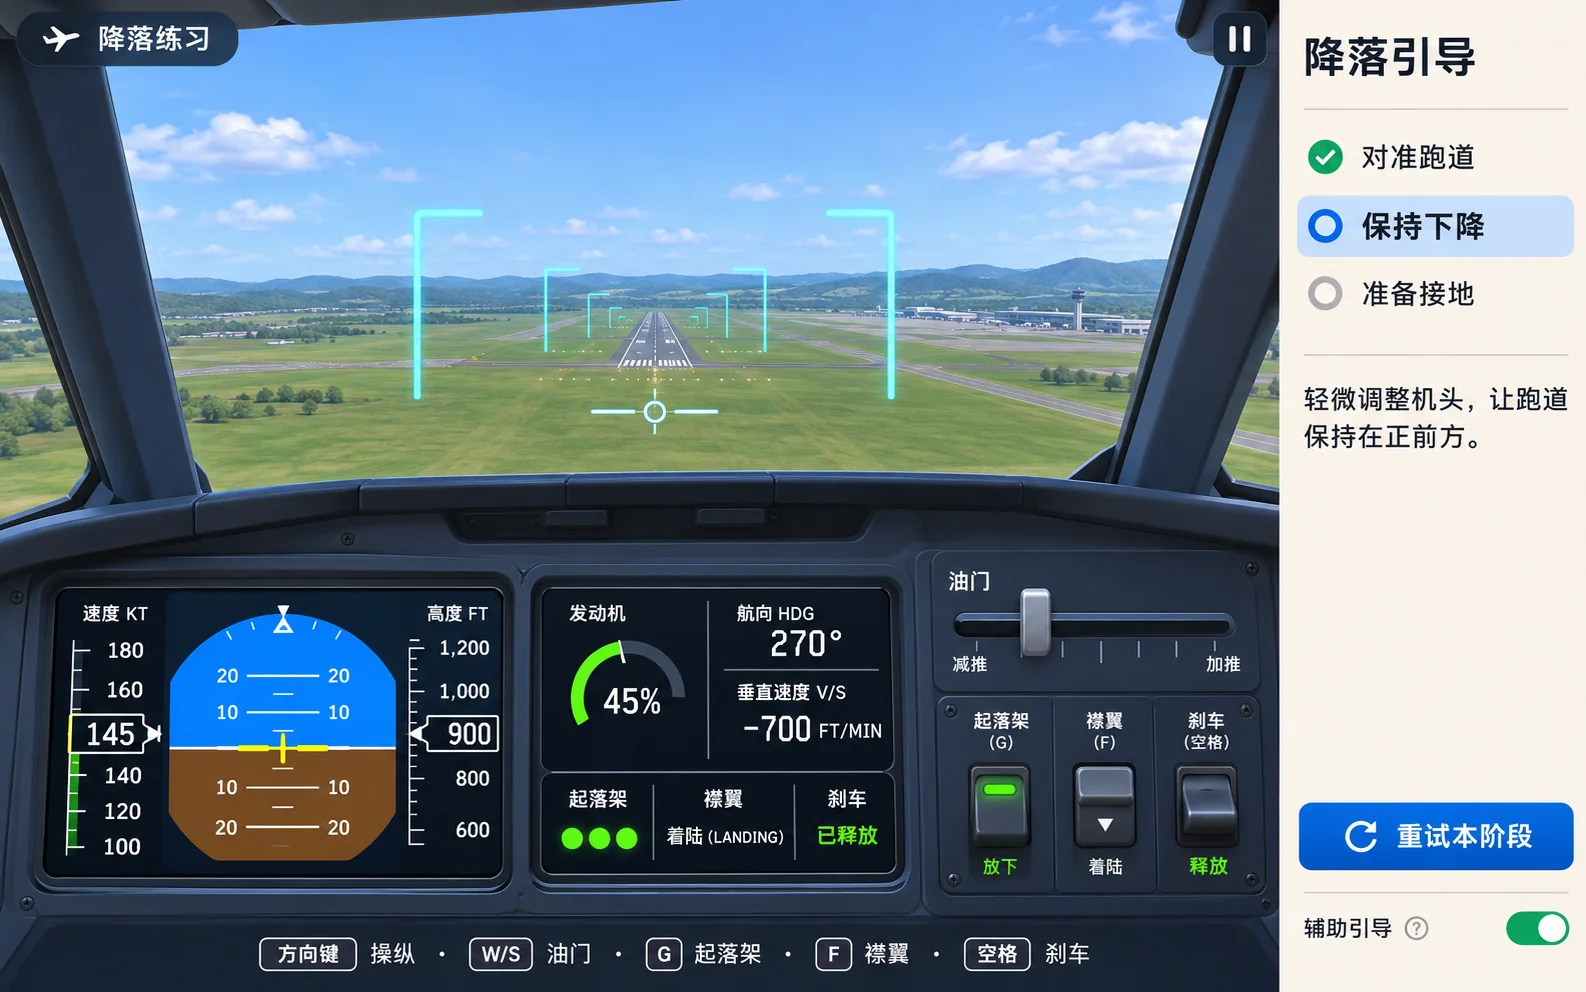 降落练习
降落引导
对准跑道
保持下降
准备接地
轻微调整机头，让跑道
保持在正前方。
重试本阶段
辅助引导 ?
速度 KT
180
160
145
140
120
100
20 20
10 10
10 10
20 20
高度 FT
1,200
1,000
900
800
600
发动机
45%
航向 HDG
270°
垂直速度 V/S
-700 FT/MIN
起落架
襟翼
着陆 (LANDING)
刹车
已释放
油门
减推
加推
起落架
(G)
放下
襟翼
(F)
着陆
刹车
(空格)
释放
方向键 操纵 · W/S 油门 · G 起落架 · F 襟翼 · 空格 刹车